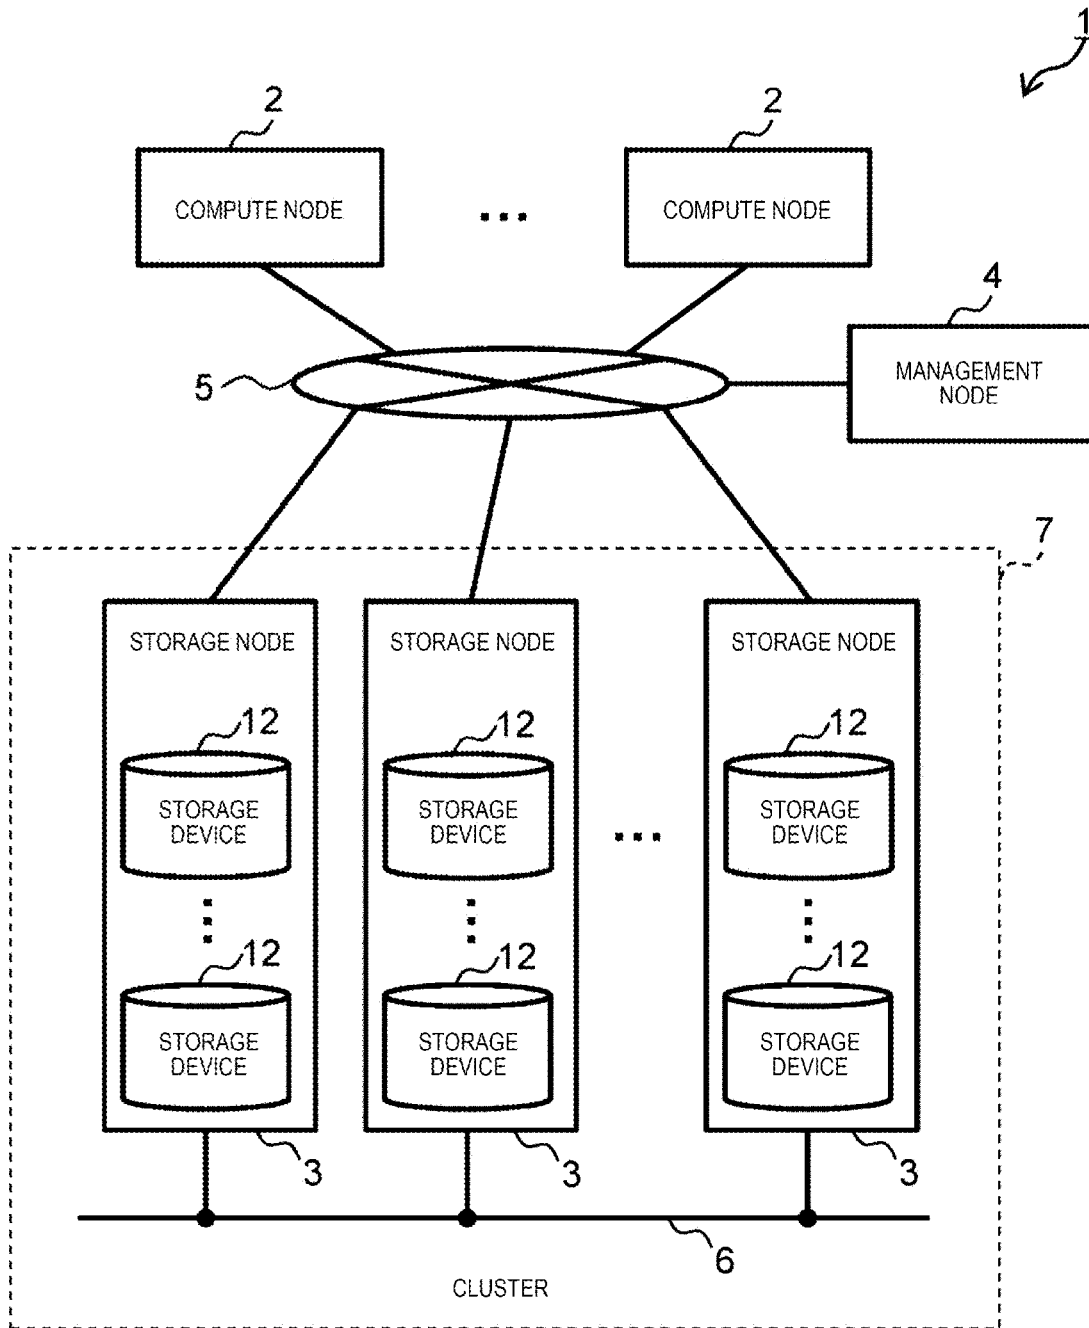 1
2
2
COMPUTE NODE
...
COMPUTE NODE
4
5
MANAGEMENT
NODE
7
STORAGE NODE
STORAGE NODE
STORAGE NODE
12
12
12
STORAGE
DEVICE
STORAGE
DEVICE
...
STORAGE
DEVICE
12
12
12
STORAGE
DEVICE
STORAGE
DEVICE
STORAGE
DEVICE
3
3
3
6
CLUSTER